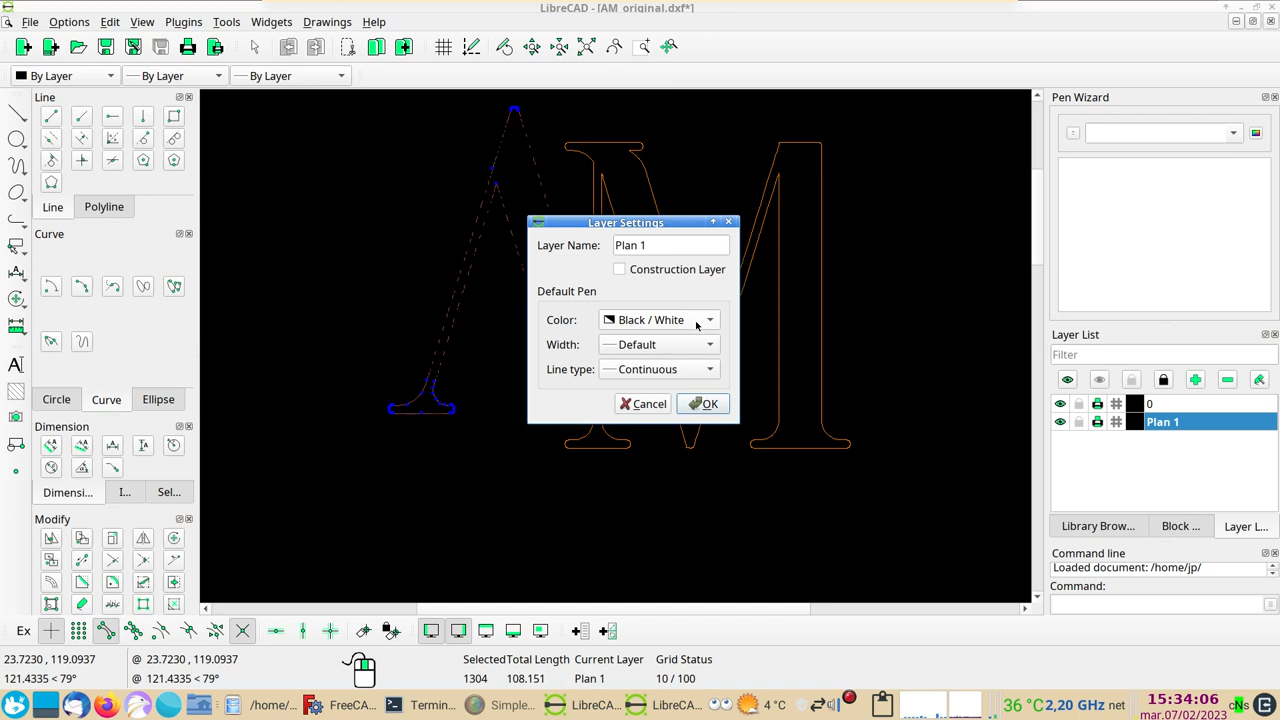 LibreCAD - [AM_original.dxf*]
File Options Edit View Plugins Tools Widgets Drawings Help
By Layer By Layer By Layer
Line
Line Polyline
Curve
Circle Curve Ellipse
Dimension
Dimensi... I... Sel...
Modify
Layer Settings
Layer Name: Plan 1
Construction Layer
Default Pen
Color: Black / White
Width: Default
Line type: Continuous
Cancel OK
Pen Wizard
Layer List
Filter
0
Plan 1
Library Brow... Block ... Layer L...
Command line
Loaded document: /home/jp/
Command:
Ex
23.7230 , 119.0937 @ 23.7230 , 119.0937 Selected Total Length Current Layer Grid Status
121.4335 < 79° @ 121.4335 < 79° 1304 108.151 Plan 1 10 / 100
/home/... FreeCA... Termin... Simple... LibreCA... LibreCA... 4 °C 36 °C 2,20 GHz net 15:34:06
mar.07/02/2023 cNs